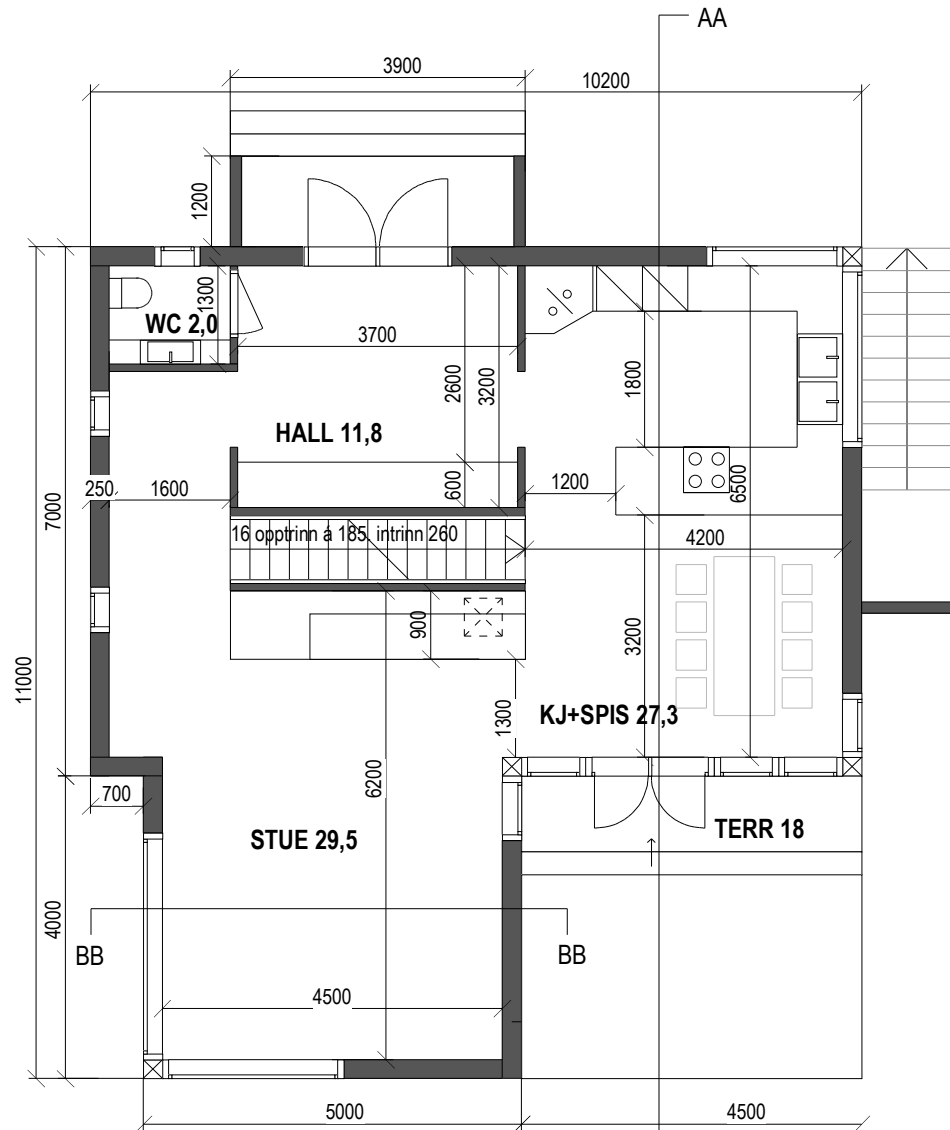 AA
3900
10200
1200
1300
WC 2,0
3700
2600
3200
1800
HALL 11,8
7000
250
1600
600
1200
6500
16 opptrinn á 185. intrinn 260
4200
900
3200
11000
1300
KJ+SPIS 27,3
6200
700
STUE 29,5
TERR 18
4000
BB
BB
4500
5000
4500